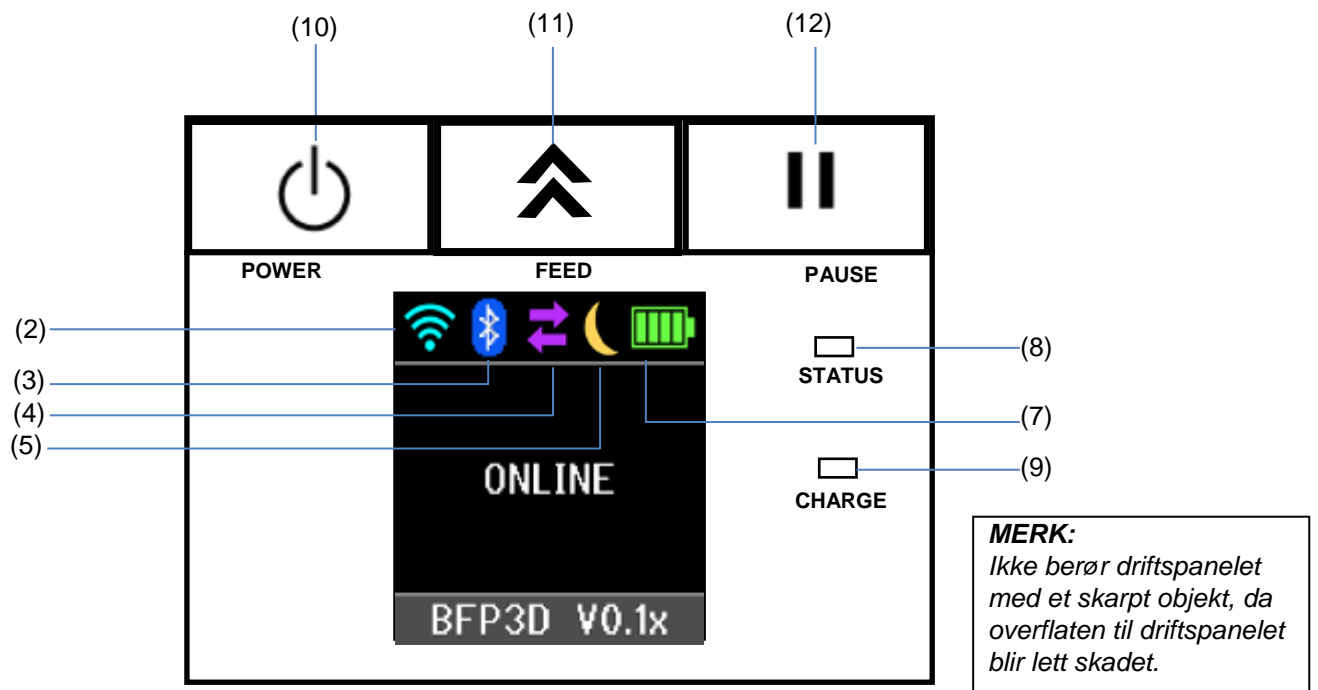 (10)
(11)
(12)
POWER
FEED
PAUSE
(2)
(3)
(4)
(5)
(8)
STATUS
(7)
(9)
CHARGE
ONLINE
BFP3D V0.1x
MERK:
Ikke berør driftspanelet
med et skarpt objekt, da
overflaten til driftspanelet
blir lett skadet.